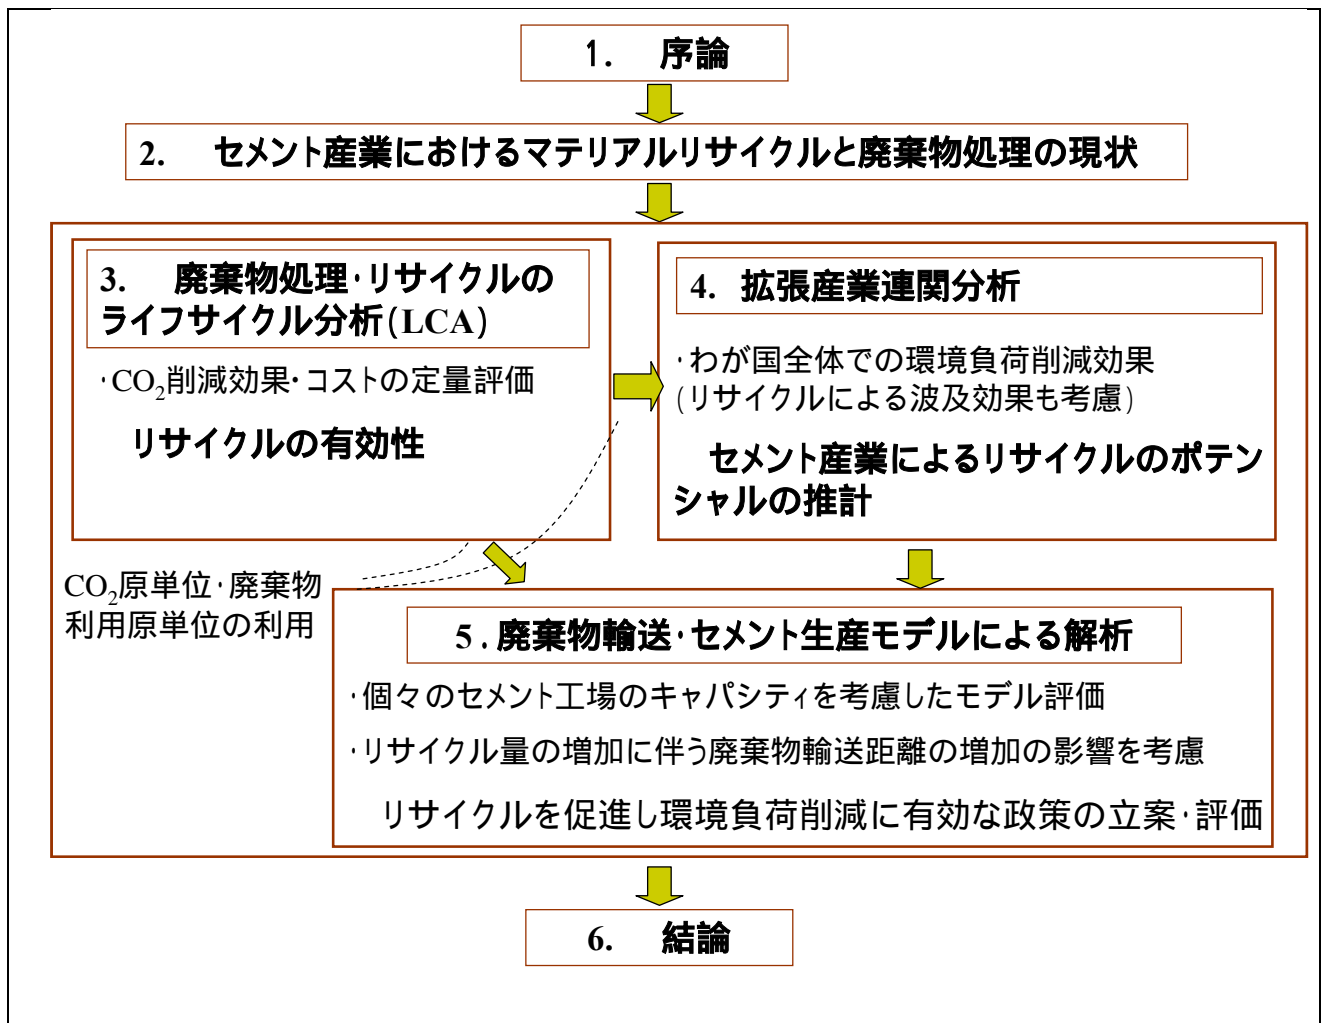 1. 序論
2. セメント産業におけるマテリアルリサイクルと廃棄物処理の現状
3. 廃棄物処理・リサイクルの
ライフサイクル分析(LCA)
・CO₂削減効果・コストの定量評価
リサイクルの有効性
4. 拡張産業連関分析
・わが国全体での環境負荷削減効果
(リサイクルによる波及効果も考慮)
セメント産業によるリサイクルのポテン
シャルの推計
CO₂原単位・廃棄物
利用原単位の利用
5.廃棄物輸送・セメント生産モデルによる解析
・個々のセメント工場のキャパシティを考慮したモデル評価
・リサイクル量の増加に伴う廃棄物輸送距離の増加の影響を考慮
リサイクルを促進し環境負荷削減に有効な政策の立案・評価
6. 結論